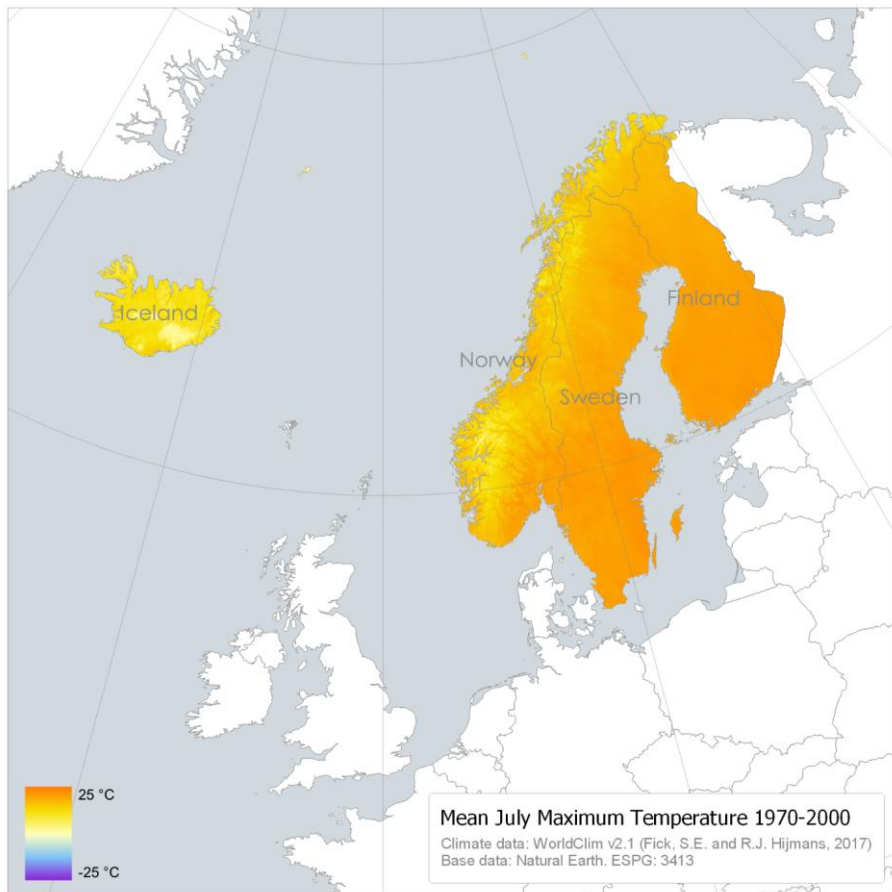 Iceland
Finland
Norway
Sweden
25 °C
-25 °C
Mean July Maximum Temperature 1970-2000
Climate data: WorldClim v2.1 (Fick, S.E. and R.J. Hijmans, 2017)
Base data: Natural Earth. ESPG: 3413